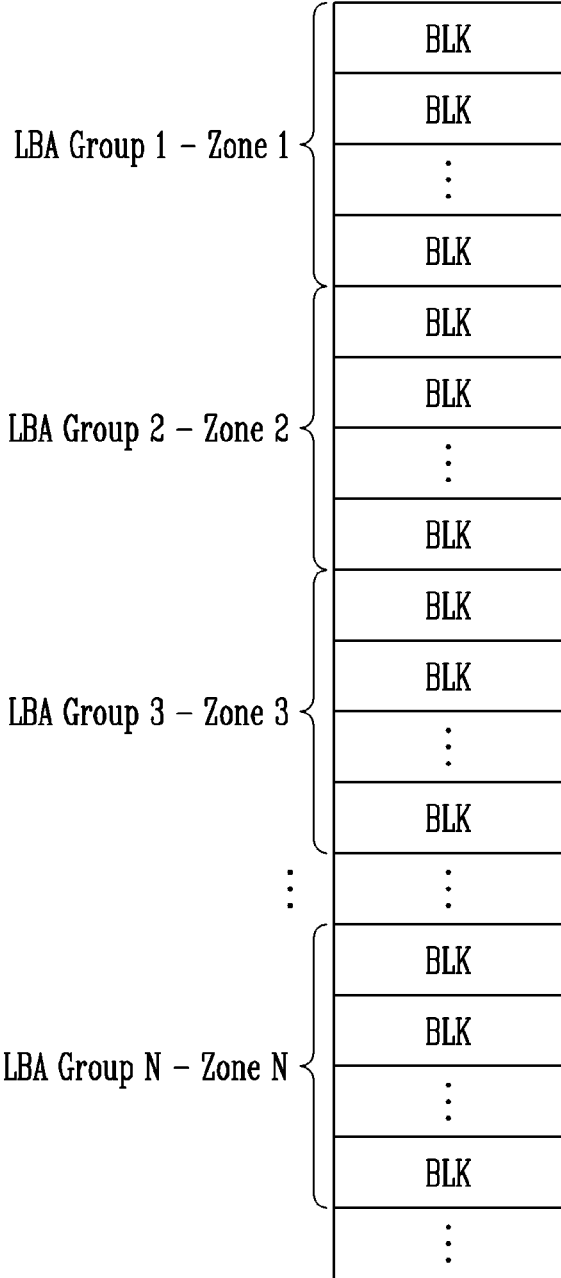 BLK
BLK
LBA Group 1 – Zone 1
⋮
BLK
BLK
BLK
LBA Group 2 – Zone 2
⋮
BLK
BLK
BLK
LBA Group 3 – Zone 3
⋮
BLK
⋮ ⋮
BLK
BLK
LBA Group N – Zone N
⋮
BLK
⋮